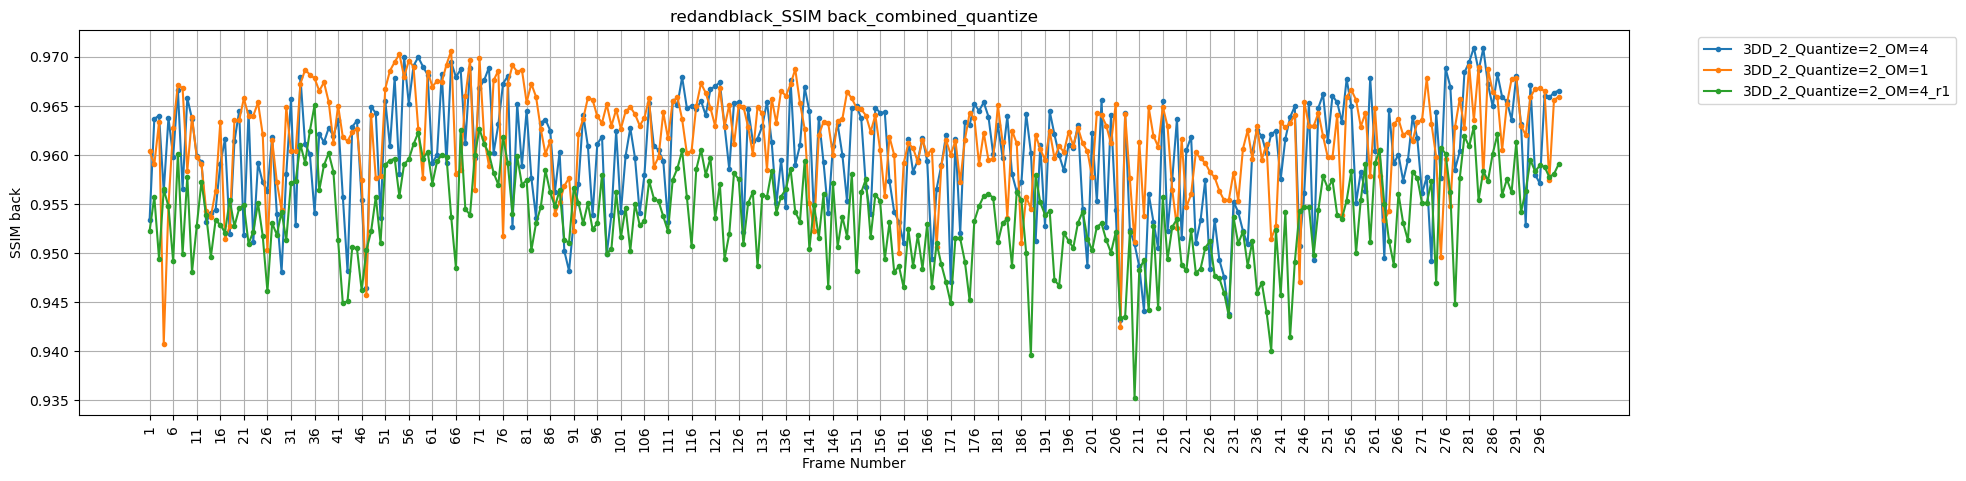 redandblack_SSIM back_combined_quantize
SSIM back
0.970
0.965
0.960
0.955
0.950
0.945
0.940
0.935
1 6 11 16 21 26 31 36 41 46 51 56 61 66 71 76 81 86 91 96 101 106 111 116 121 126 131 136 141 146 151 156 161 166 171 176 181 186 191 196 201 206 211 216 221 226 231 236 241 246 251 256 261 266 271 276 281 286 291 296
Frame Number
3DD_2_Quantize=2_OM=4
3DD_2_Quantize=2_OM=1
3DD_2_Quantize=2_OM=4_r1